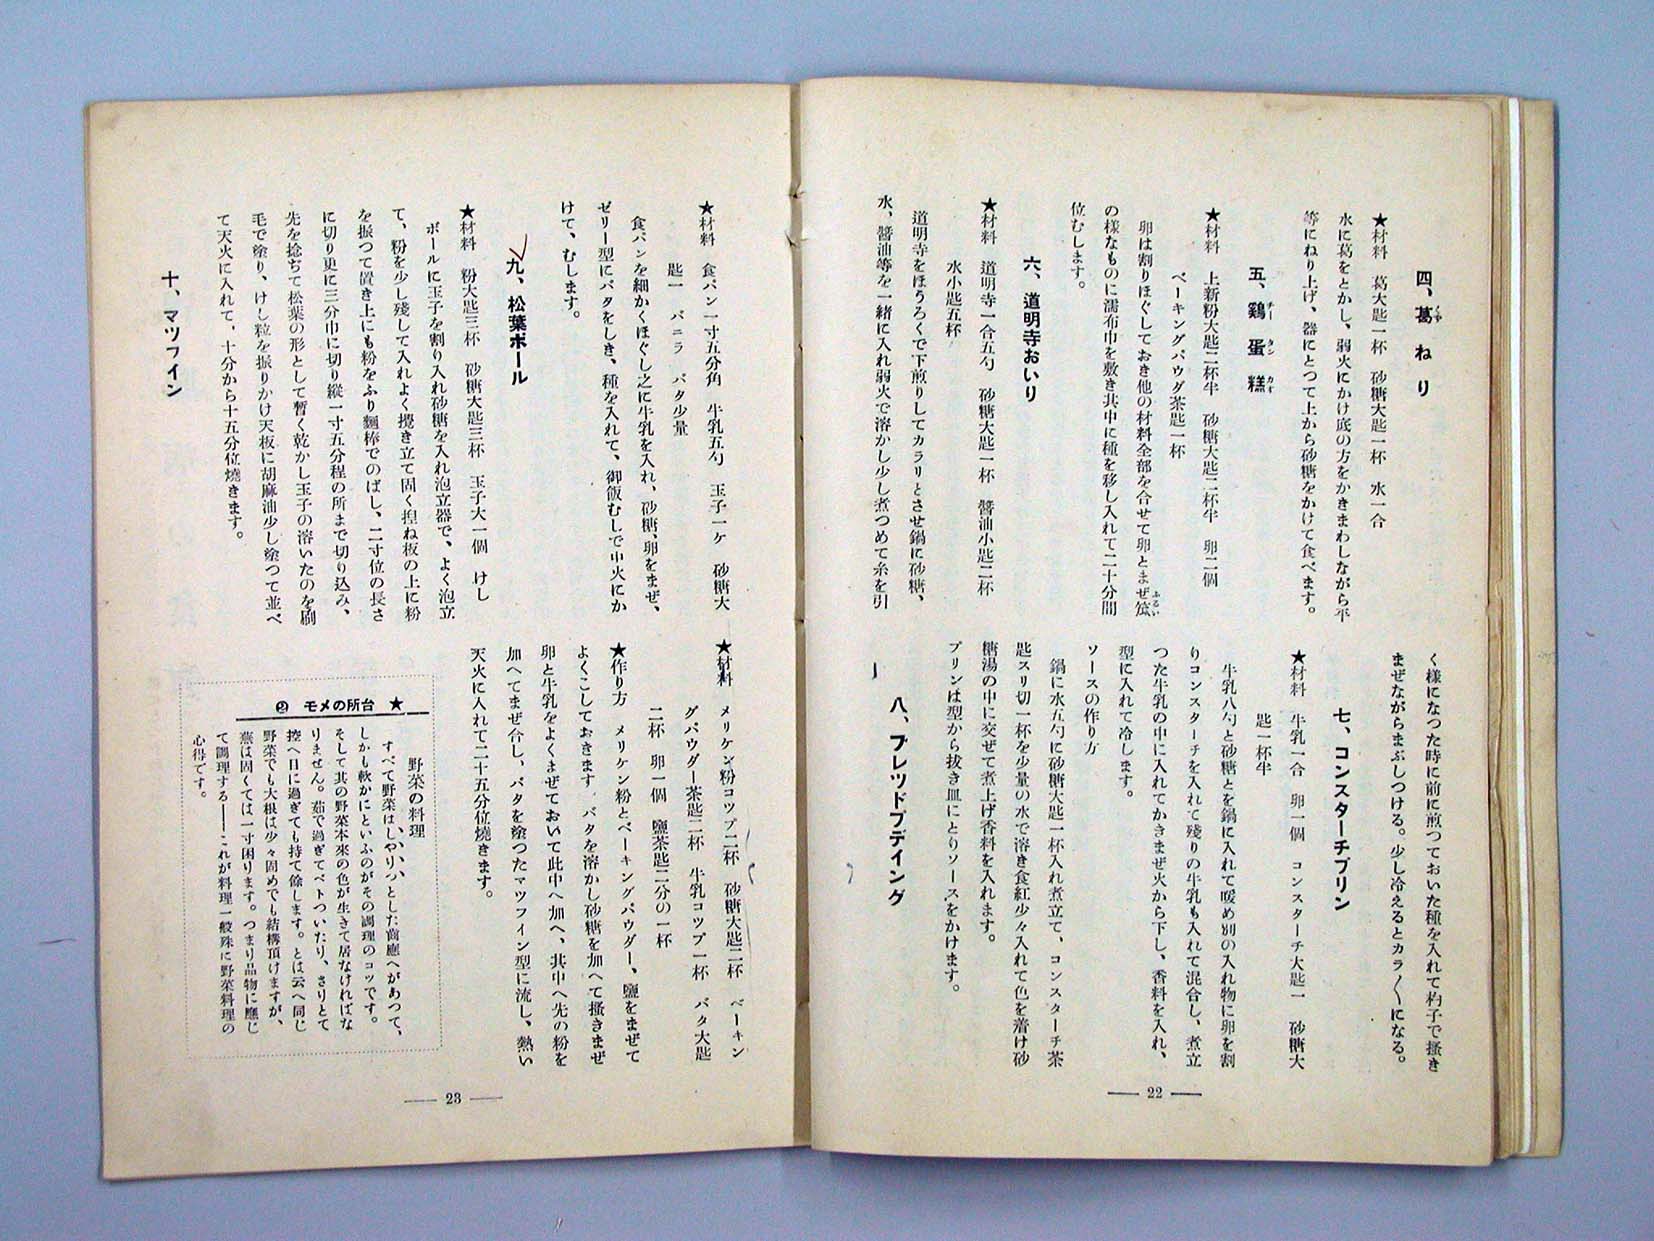 四、葛ねり
くず
★材料　葛大匙一杯　砂糖大匙一杯　水一合
水に葛をとかし、弱火にかけ底の方をかきまわしながら平
等にねり上げ、器にとつて上から砂糖をかけて食べます。
五、鷄蛋糕
チータンカオ
★材料　上新粉大匙二杯半　砂糖大匙二杯半　卵二個
ベーキングパウダ茶匙一杯
卵は割りほぐしておき他の材料全部を合せて卵とまぜ
ふるい
の樣なものに濡布巾を敷き其中に種を移し入れて二十分間
位むします。
六、道明寺おいり
★材料　道明寺一合五勺　砂糖大匙一杯　醬油小匙二杯
水小匙五杯
道明寺をほうろくで下煎りしてカラリとさせ鍋に砂糖、
水、醬油等を一緒に入れ弱火で溶かし少し煮つめて糸を引
く樣になつた時に前に煎つておいた種を入れて杓子で搔き
まぜながらまぶしつける。少し冷えるとカラ〳〵になる。
七、コンスターチプリン
★材料　牛乳一合　卵一個　コンスターチ大匙一　砂糖大
匙一杯半
牛乳八勺と砂糖とを鍋に入れて暖め別の入れ物に卵を割
りコンスターチを入れて殘りの牛乳も入れて混合し、煮立
つた牛乳の中に入れてかきまぜ火から下し、香料を入れ、
型に入れて冷します。
ソースの作り方
鍋に水五勺に砂糖大匙一杯入れ煮立て、コンスターチ茶
匙スリ切一杯を少量の水で溶き食紅少々入れて色を着け砂
糖湯の中に交ぜて煮上げ香料を入れます。
プリンは型から拔き皿にとりソースをかけます。
八、ブレツドプデイング
— 22 —
★材料　食パン一寸五分角　牛乳五勺　玉子一ケ　砂糖大
匙一　バニラ　バタ少量
食パンを細かくほぐし之に牛乳を入れ、砂糖、卵をまぜ、
ゼリー型にバタをしき、種を入れて、御飯むしで中火にか
けて、むします。
九、松葉ボール
★材料　粉大匙三杯　砂糖大匙三杯　玉子大一個　けし
ボールに玉子を割り入れ砂糖を入れ泡立器で、よく泡立
て、粉を少し殘して入れよく攪き立て固く捏ね板の上に粉
を振つて置き上にも粉をふり麵棒でのばし、二寸位の長さ
に切り更に三分巾に切り縱一寸五分程の所まで切り込み、
先を捻ぢて松葉の形として暫く乾かし玉子の溶いたのを刷
毛で塗り、けし粒を振りかけ天板に胡麻油少し塗つて並べ
て天火に入れて、十分から十五分位燒きます。
十、マツフイン
★材料　メリケン粉コツプ二杯　砂糖大匙二杯　ベーキン
グパウダー茶匙二杯　牛乳コツプ一杯　バタ大匙
二杯　卵一個　鹽茶匙二分の一杯
★作り方　メリケン粉とベーキングパウダー、鹽をまぜて
よくこしておきます　バタを溶かし砂糖を加へて搔きまぜ
卵と牛乳をよくまぜておいて此中へ加へ、其中へ先の粉を
加へてまぜ合し、バタを塗つたマツフイン型に流し、熱い
天火に入れて二十五分位燒きます。
★　台所のメモ
野菜の料理
すべて野菜はしやりつとした齒應へがあつて、
しかも軟かにといふのがその調理のコツです。
そして其の野菜本來の色が生きて居なければな
りません。茹で過ぎてベトついたり、さりとて
控へ目に過ぎても持て餘します。とは云へ同じ
野菜でも大根は少々固めでも結構頂けますが、
蕪は固くては一寸困ります。つまり品物に應じ
て調理する――これが料理一般殊に野菜料理の
心得です。
— 23 —